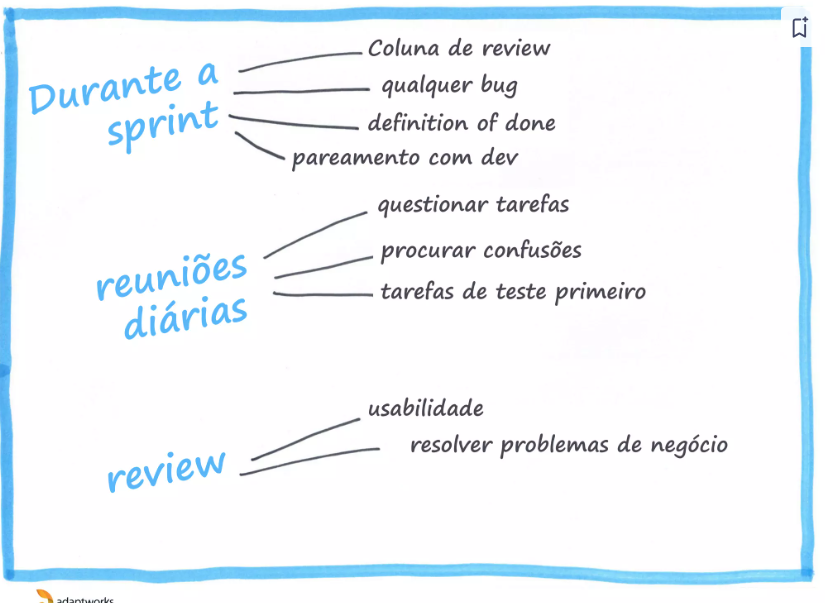 Durante a
sprint
Coluna de review
qualquer bug
definition of done
pareamento com dev
reuniões
diárias
questionar tarefas
procurar confusões
tarefas de teste primeiro
review
usabilidade
resolver problemas de negócio
adaptworks